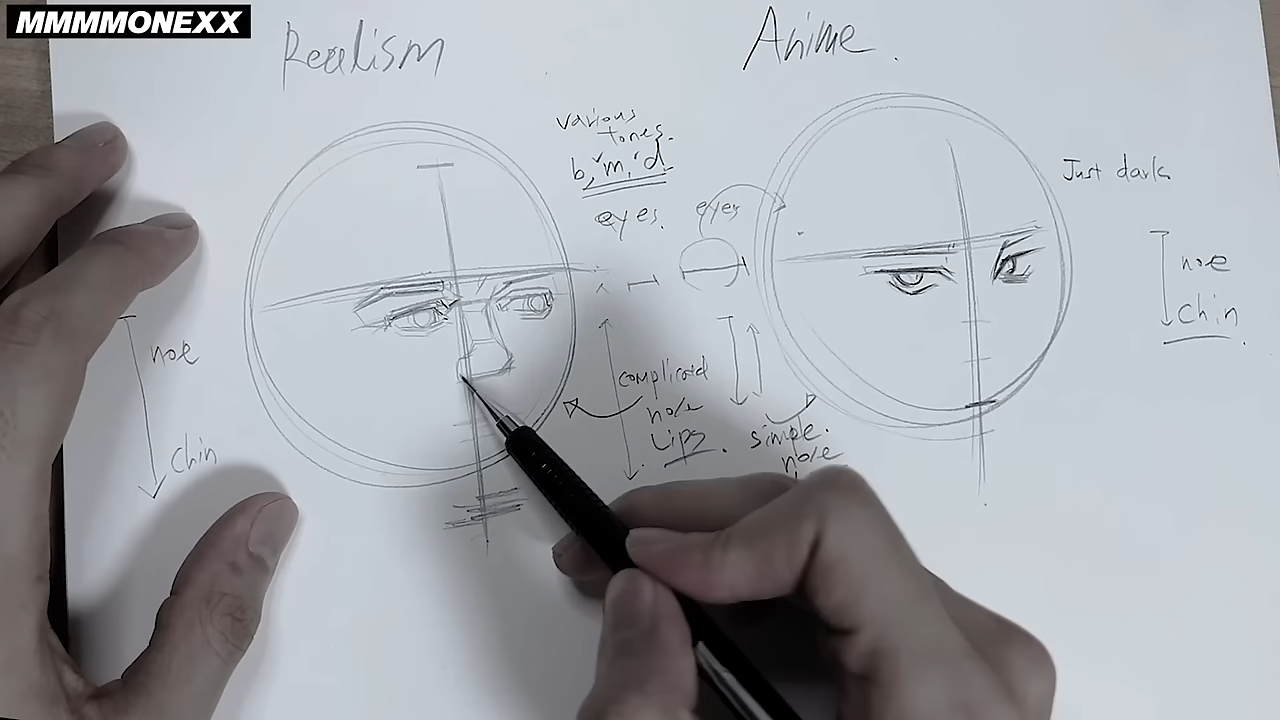 MMMMONEXX
Realism
Anime.
various
tones.
b, m, d
eyes.
eyes
Just dark
nose
chin
nose
chin.
complicated
nose
Lips.
simple.
nose